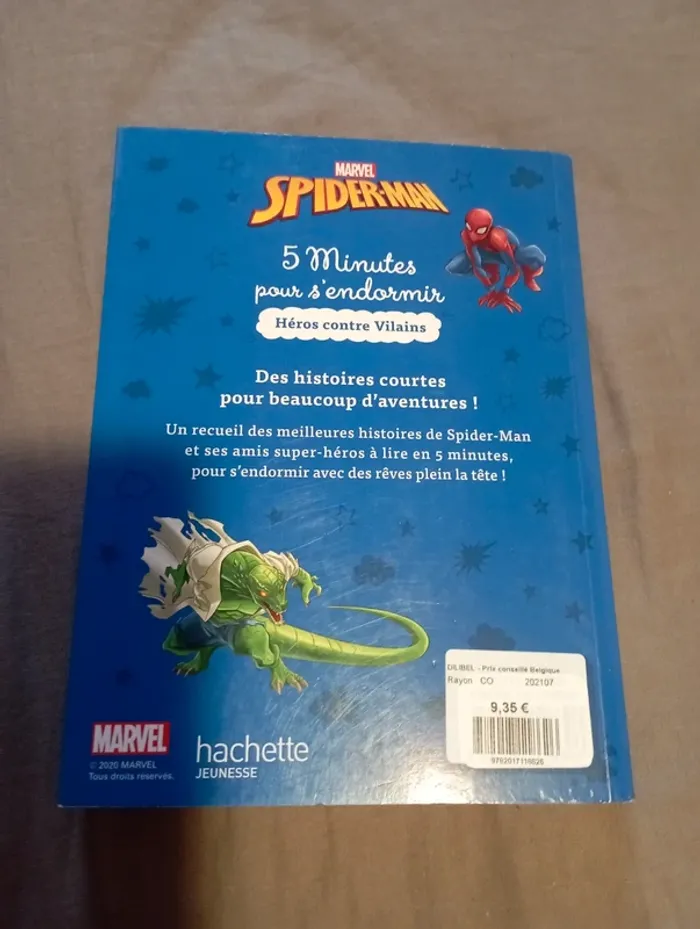 MARVEL
SPIDER-MAN
5 Minutes
pour s'endormir
Héros contre Vilains
Des histoires courtes
pour beaucoup d'aventures !
Un recueil des meilleures histoires de Spider-Man
et ses amis super-héros à lire en 5 minutes,
pour s'endormir avec des rêves plein la tête !
DILIBEL - Prix conseillé Belgique
Rayon CO 202107
9,35 €
MARVEL
© 2020 MARVEL
Tous droits réservés.
hachette
JEUNESSE